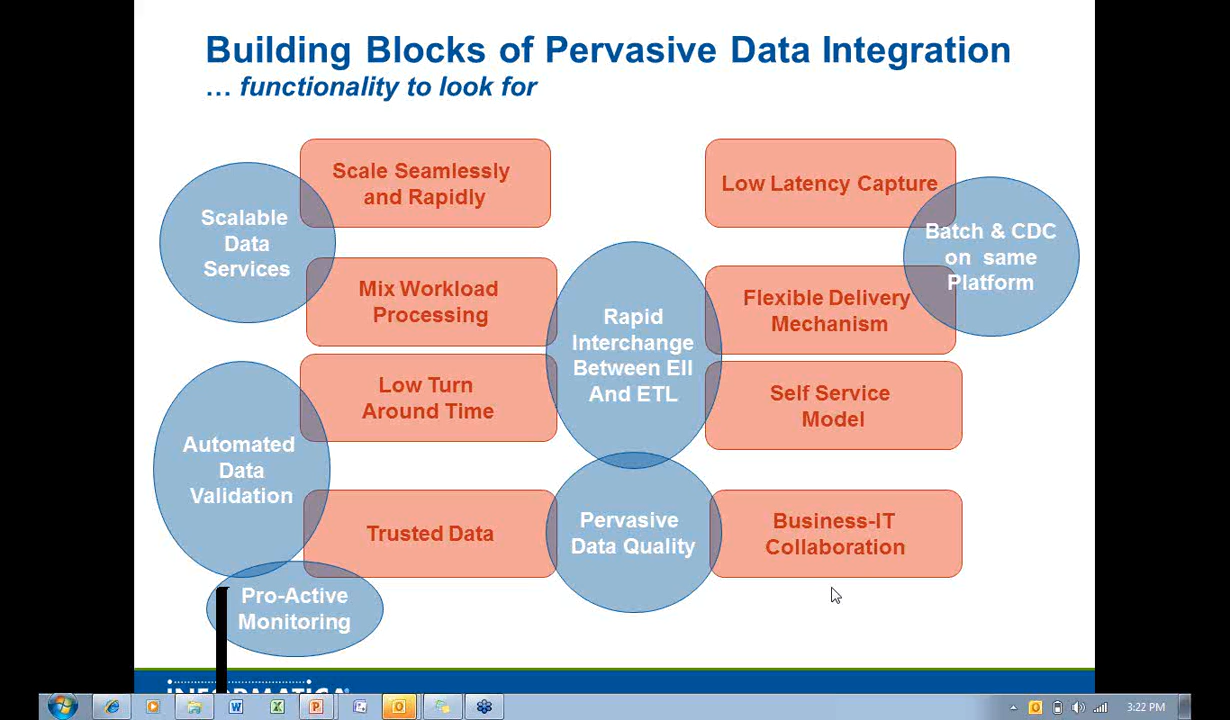 Building Blocks of Pervasive Data Integration
… functionality to look for
Scale Seamlessly
and Rapidly
Low Latency Capture
Scalable
Data
Services
Batch & CDC
on same
Platform
Mix Workload
Processing
Rapid
Interchange
Between EII
And ETL
Flexible Delivery
Mechanism
Low Turn
Around Time
Self Service
Model
Automated
Data
Validation
Trusted Data
Pervasive
Data Quality
Business-IT
Collaboration
Pro-Active
Monitoring
INFORMATICA
3:22 PM